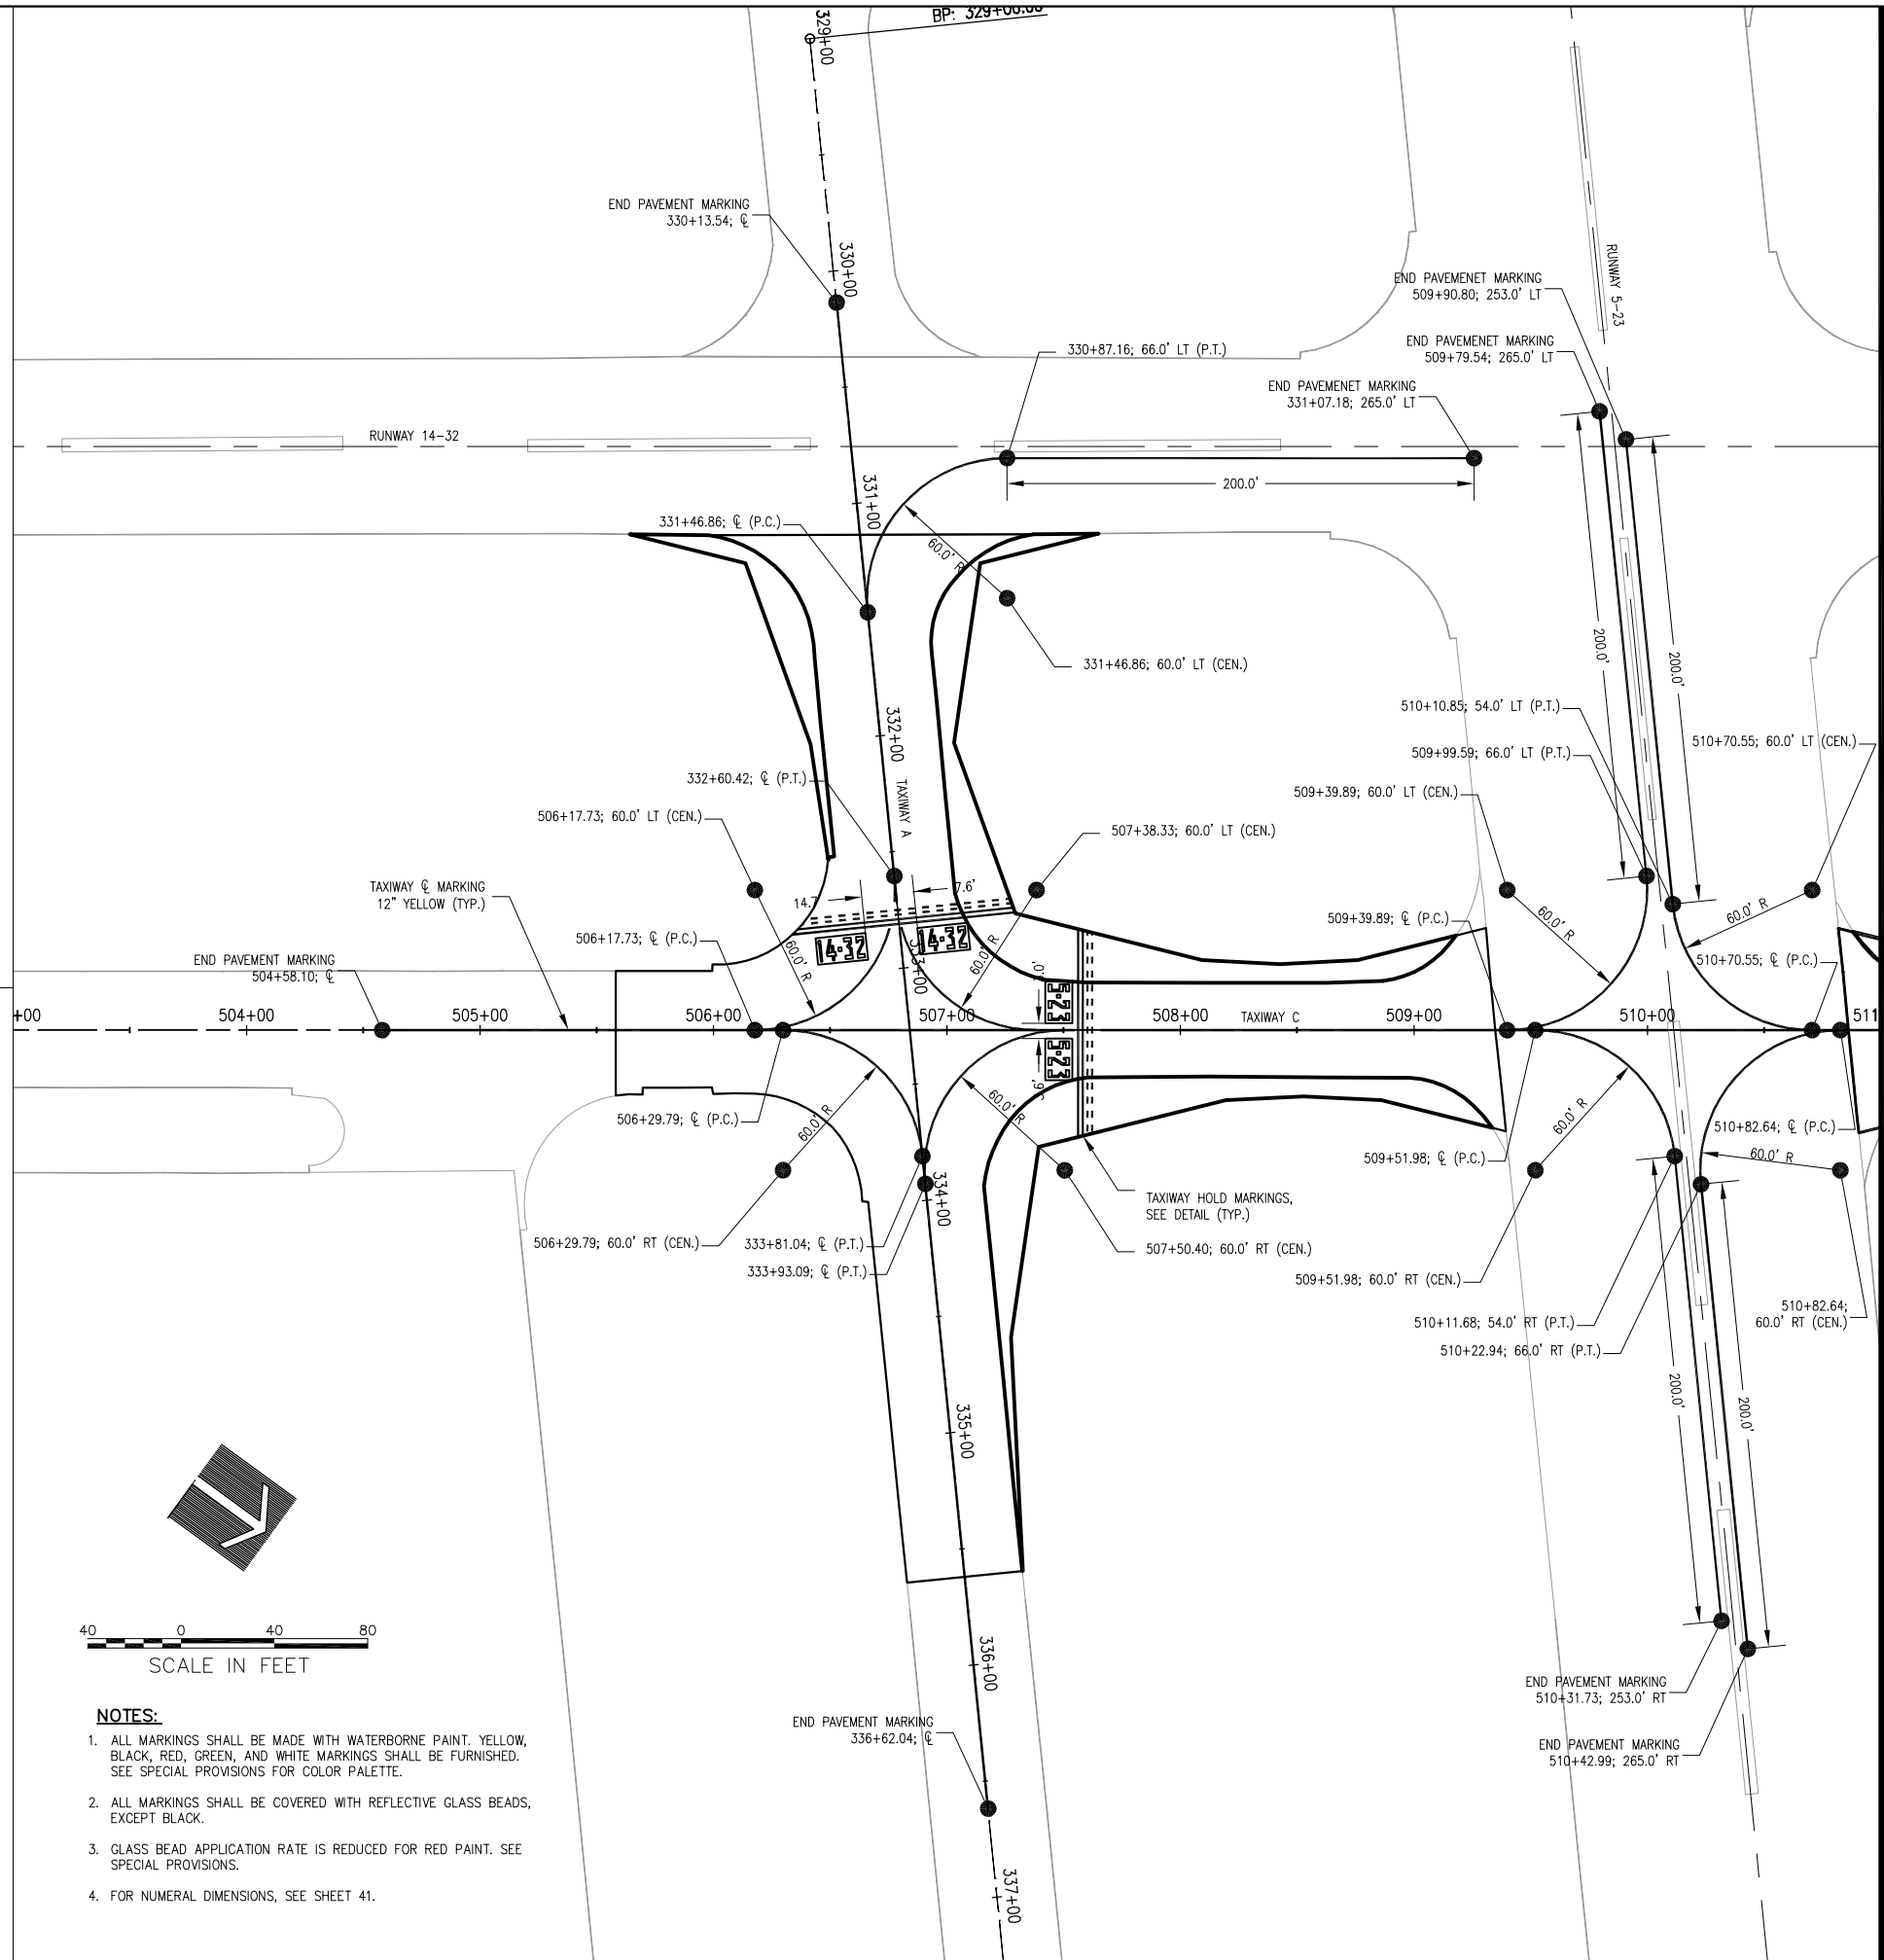 BP: 329+00.00
329+00
END PAVEMENT MARKING
330+13.54; ℄
330+00
RUNWAY 5-23
END PAVEMENET MARKING
509+90.80; 253.0' LT
END PAVEMENET MARKING
509+79.54; 265.0' LT
330+87.16; 66.0' LT (P.T.)
END PAVEMENET MARKING
331+07.18; 265.0' LT
RUNWAY 14-32
200.0'
331+00
331+46.86; ℄ (P.C.)
60.0' R
200.0'
200.0'
331+46.86; 60.0' LT (CEN.)
510+10.85; 54.0' LT (P.T.)
332+00
509+99.59; 66.0' LT (P.T.)
510+70.55; 60.0' LT (CEN.)
332+60.42; ℄ (P.T.)
TAXIWAY A
509+39.89; 60.0' LT (CEN.)
506+17.73; 60.0' LT (CEN.)
507+38.33; 60.0' LT (CEN.)
TAXIWAY ℄ MARKING
12" YELLOW (TYP.)
14.7'
7.6'
60.0' R
60.0' R
509+39.89; ℄ (P.C.)
506+17.73; ℄ (P.C.)
14-32
14-32
60.0' R
60.0' R
333+00
END PAVEMENT MARKING
504+58.10; ℄
510+70.55; ℄ (P.C.)
5-23
+00
504+00
505+00
506+00
507+00
508+00
TAXIWAY C
509+00
510+00
511
5-23
506+29.79; ℄ (P.C.)
60.0' R
60.0' R
60.0' R
510+82.64; ℄ (P.C.)
509+51.98; ℄ (P.C.)
60.0' R
334+00
TAXIWAY HOLD MARKINGS,
SEE DETAIL (TYP.)
506+29.79; 60.0' RT (CEN.)
333+81.04; ℄ (P.T.)
507+50.40; 60.0' RT (CEN.)
333+93.09; ℄ (P.T.)
509+51.98; 60.0' RT (CEN.)
510+82.64;
60.0' RT (CEN.)
510+11.68; 54.0' RT (P.T.)
510+22.94; 66.0' RT (P.T.)
200.0'
200.0'
335+00
40 0 40 80
SCALE IN FEET
336+00
END PAVEMENT MARKING
510+31.73; 253.0' RT
END PAVEMENT MARKING
336+62.04; ℄
END PAVEMENT MARKING
510+42.99; 265.0' RT
337+00
NOTES:
1. ALL MARKINGS SHALL BE MADE WITH WATERBORNE PAINT. YELLOW,
BLACK, RED, GREEN, AND WHITE MARKINGS SHALL BE FURNISHED.
SEE SPECIAL PROVISIONS FOR COLOR PALETTE.
2. ALL MARKINGS SHALL BE COVERED WITH REFLECTIVE GLASS BEADS,
EXCEPT BLACK.
3. GLASS BEAD APPLICATION RATE IS REDUCED FOR RED PAINT. SEE
SPECIAL PROVISIONS.
4. FOR NUMERAL DIMENSIONS, SEE SHEET 41.